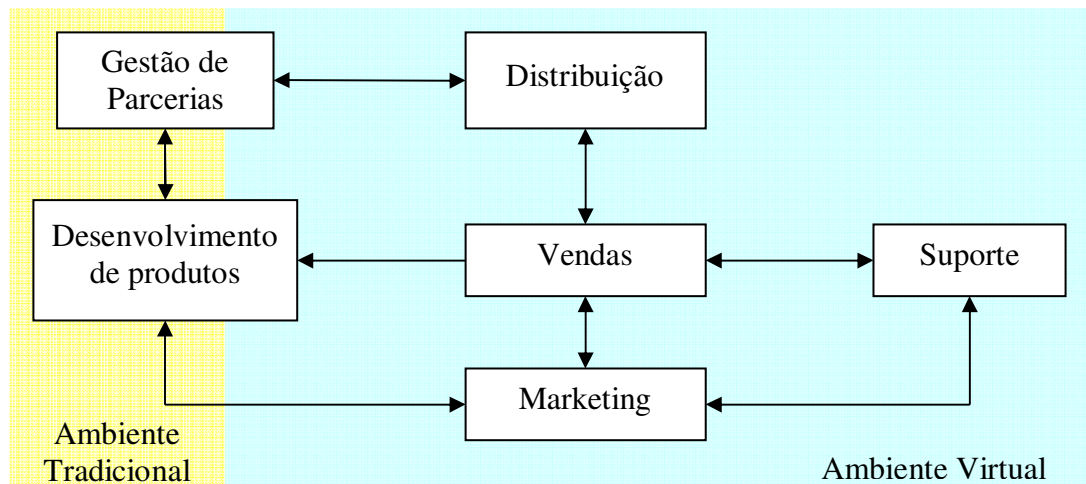 Gestão de
Parcerias
Distribuição
Desenvolvimento
de produtos
Vendas
Suporte
Marketing
Ambiente
Tradicional
Ambiente Virtual